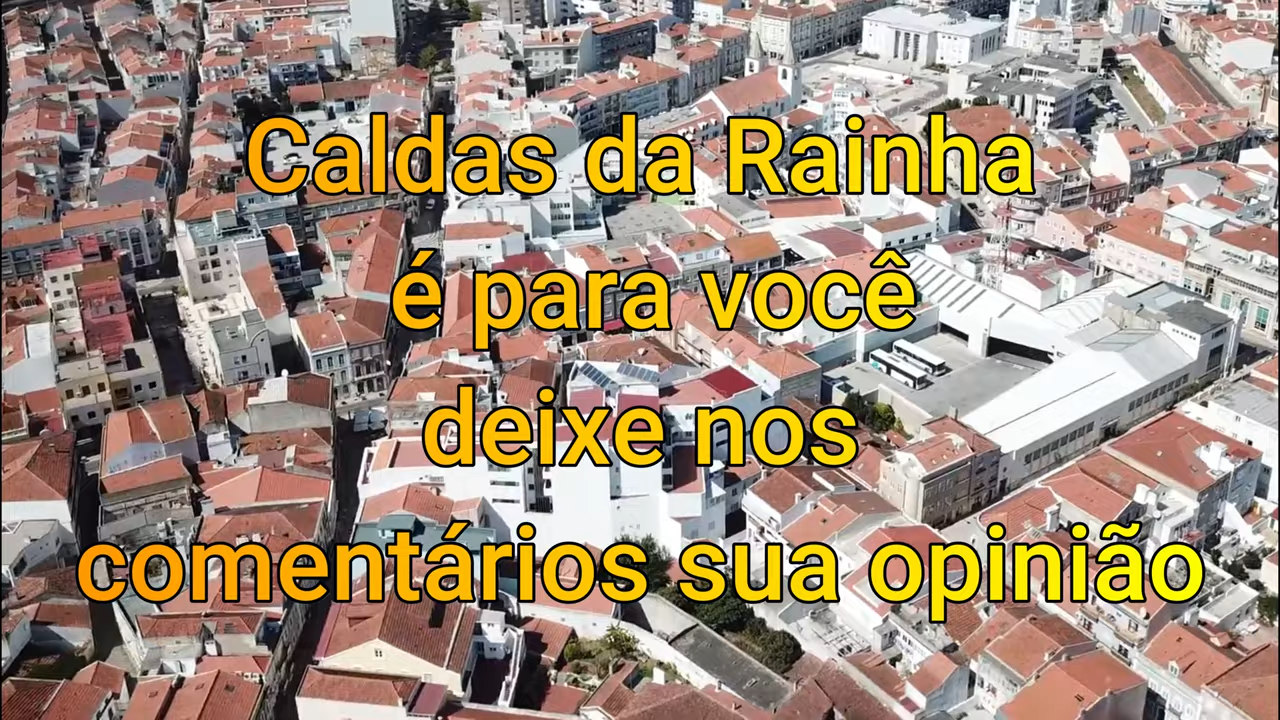 Caldas da Rainha
é para você
deixe nos
comentários sua opinião